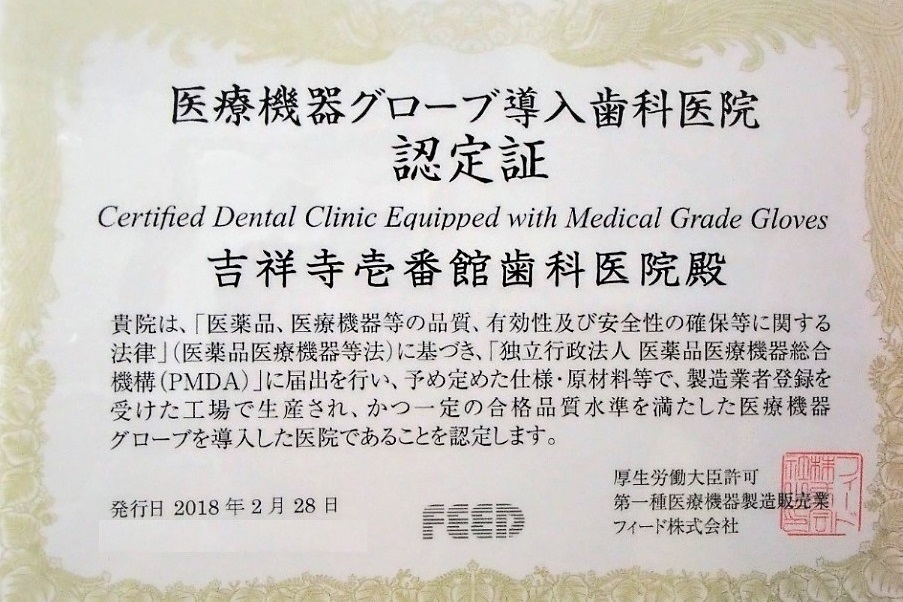 医療機器グローブ導入歯科医院
認定証
Certified Dental Clinic Equipped with Medical Grade Gloves
吉祥寺壱番館歯科医院殿
貴院は、「医薬品、医療機器等の品質、有効性及び安全性の確保等に関する
法律」(医薬品医療機器等法)に基づき、「独立行政法人 医薬品医療機器総合
機構(PMDA)」に届出を行い、予め定めた仕様・原材料等で、製造業者登録を
受けた工場で生産され、かつ一定の合格品質水準を満たした医療機器
グローブを導入した医院であることを認定します。
発行日 2018年2月28日
FEED
厚生労働大臣許可
第一種医療機器製造販売業
フィード株式会社